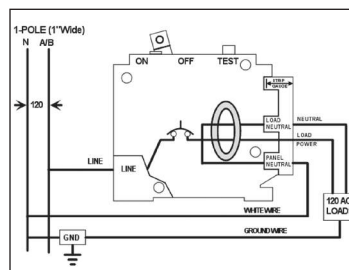 1-POLE (1"Wide)
N A/B
ON OFF TEST
STRIP GAUGE
120
LOAD NEUTRAL
NEUTRAL
LOAD
POWER
PANEL NEUTRAL
LINE
LINE
120 AC LOAD
WHITE WIRE
GROUND WIRE
GND